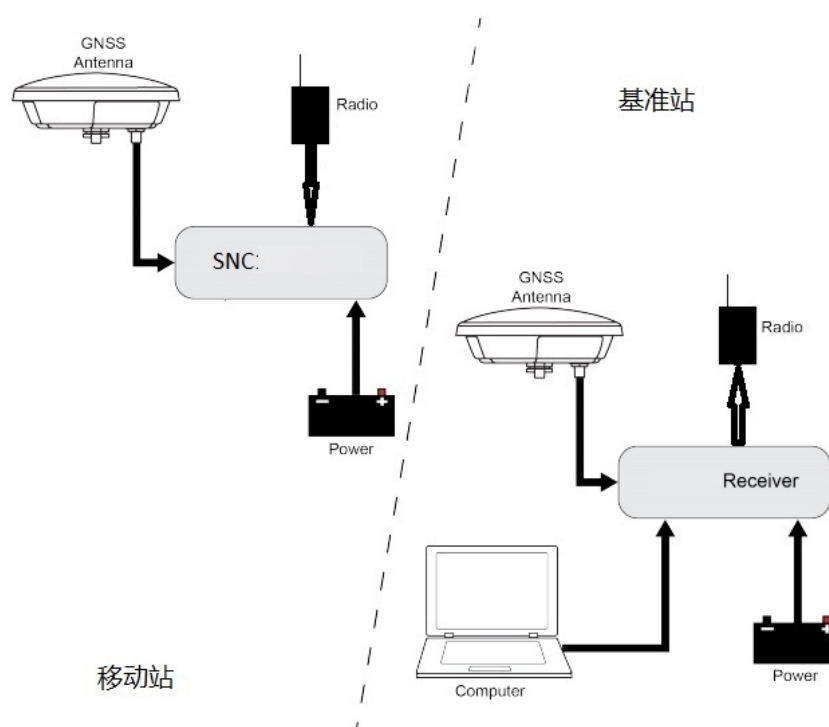 GNSS
Antenna
Radio
SNC:
Power
移动站
基准站
GNSS
Antenna
Radio
Receiver
Computer
Power